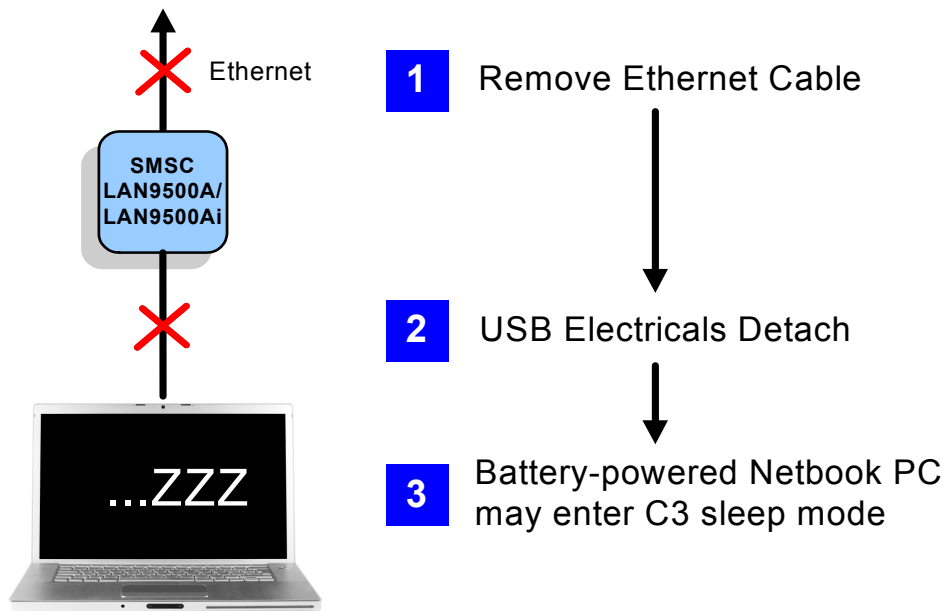 Ethernet
SMSC
LAN9500A/
LAN9500Ai
...ZZZ
1
Remove Ethernet Cable
2
USB Electricals Detach
3
Battery-powered Netbook PC
may enter C3 sleep mode